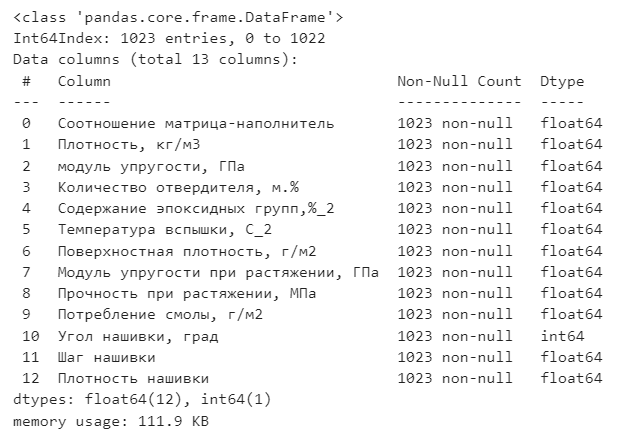 <class 'pandas.core.frame.DataFrame'>
Int64Index: 1023 entries, 0 to 1022
Data columns (total 13 columns):
 #   Column                                Non-Null Count  Dtype
---  ------                                --------------  -----
 0   Соотношение матрица-наполнитель       1023 non-null   float64
 1   Плотность, кг/м3                      1023 non-null   float64
 2   модуль упругости, ГПа                 1023 non-null   float64
 3   Количество отвердителя, м.%           1023 non-null   float64
 4   Содержание эпоксидных групп,%_2       1023 non-null   float64
 5   Температура вспышки, С_2              1023 non-null   float64
 6   Поверхностная плотность, г/м2         1023 non-null   float64
 7   Модуль упругости при растяжении, ГПа  1023 non-null   float64
 8   Прочность при растяжении, МПа         1023 non-null   float64
 9   Потребление смолы, г/м2               1023 non-null   float64
 10  Угол нашивки, град                    1023 non-null   int64
 11  Шаг нашивки                           1023 non-null   float64
 12  Плотность нашивки                     1023 non-null   float64
dtypes: float64(12), int64(1)
memory usage: 111.9 KB